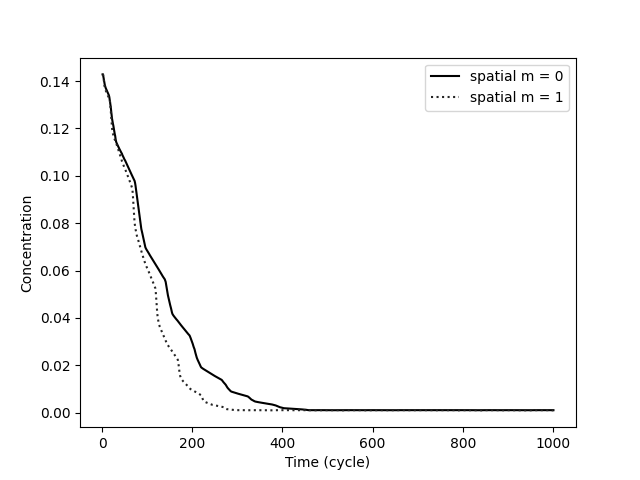 spatial m = 0
spatial m = 1
0.14
0.12
0.10
0.08
0.06
0.04
0.02
0.00
Concentration
0 200 400 600 800 1000
Time (cycle)